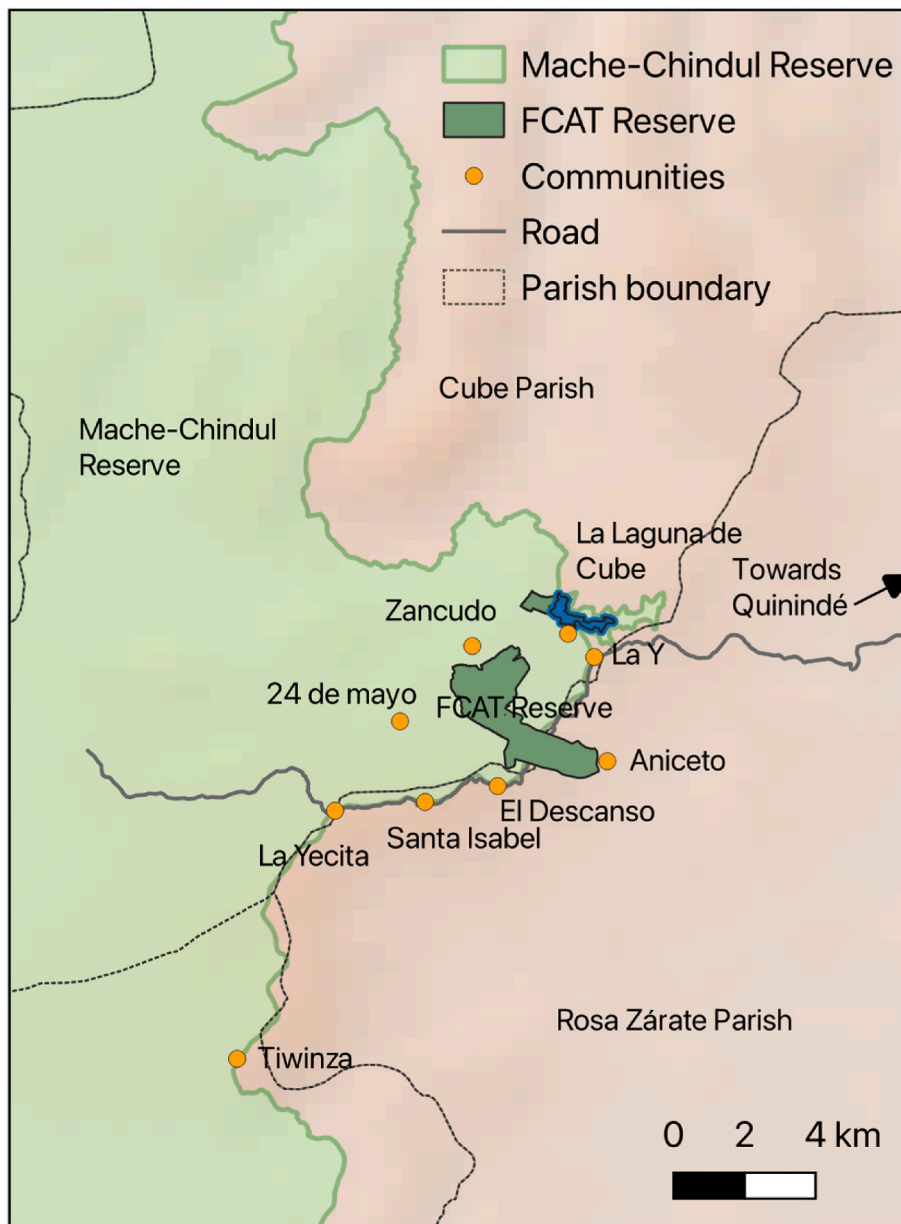 Mache-Chindul Reserve
FCAT Reserve
Communities
Road
Parish boundary
Cube Parish
Mache-Chindul
Reserve
La Laguna de
Cube
Towards
Quinindé
Zancudo
La Y
24 de mayo
FCAT Reserve
Aniceto
El Descanso
Santa Isabel
La Yecita
Rosa Zárate Parish
Tiwinza
0 2 4 km